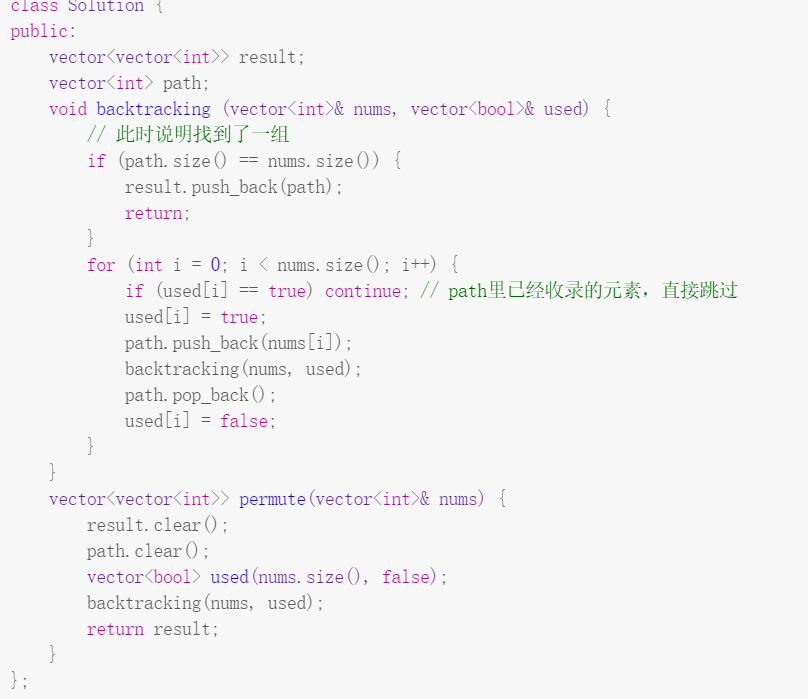 class Solution {
public:
    vector<vector<int>> result;
    vector<int> path;
    void backtracking (vector<int>& nums, vector<bool>& used) {
        // 此时说明找到了一组
        if (path.size() == nums.size()) {
            result.push_back(path);
            return;
        }
        for (int i = 0; i < nums.size(); i++) {
            if (used[i] == true) continue; // path里已经收录的元素，直接跳过
            used[i] = true;
            path.push_back(nums[i]);
            backtracking(nums, used);
            path.pop_back();
            used[i] = false;
        }
    }
    vector<vector<int>> permute(vector<int>& nums) {
        result.clear();
        path.clear();
        vector<bool> used(nums.size(), false);
        backtracking(nums, used);
        return result;
    }
};